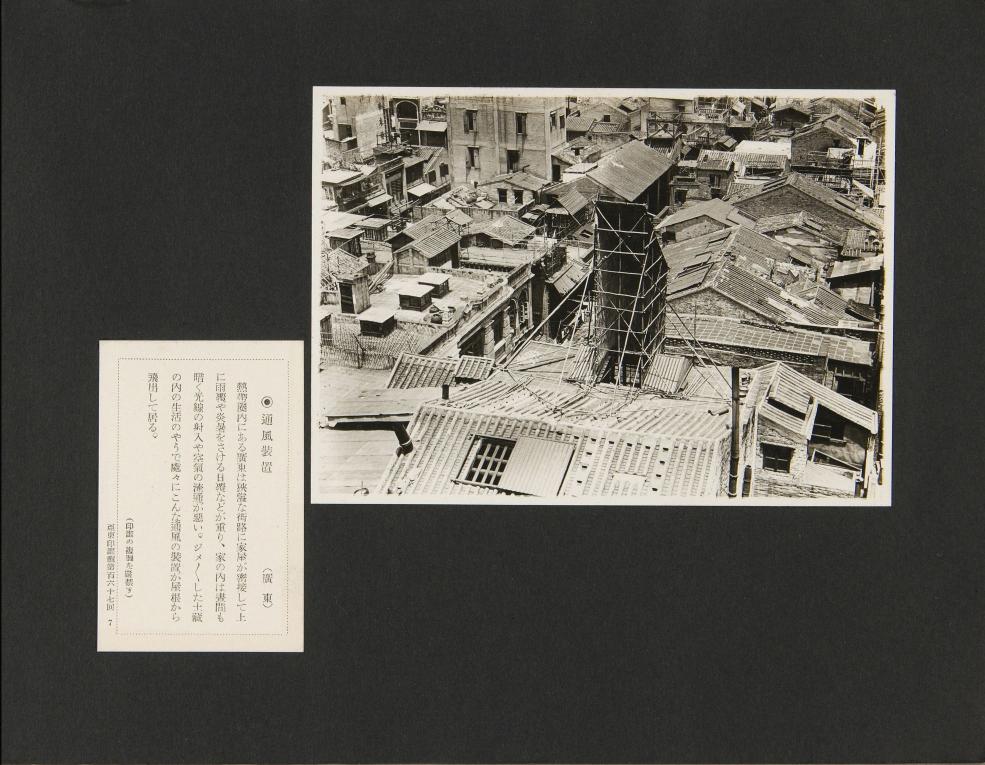 ◉ 通風装置　（廣東）
熱帶圏内にある廣東は狹隘な街路に家屋が密接して上
に雨覆や炎暑をさける日覆などが重り、家の内は晝間も
暗く光線の射入や空氣の流通が惡い。ジメ〳〵した土藏
の内の生活のやうで處々にこんな通風の裝置が屋根から
飛出して居る。
（印畫の複製を嚴禁す）
亞東印畫輯第百六十七回　7